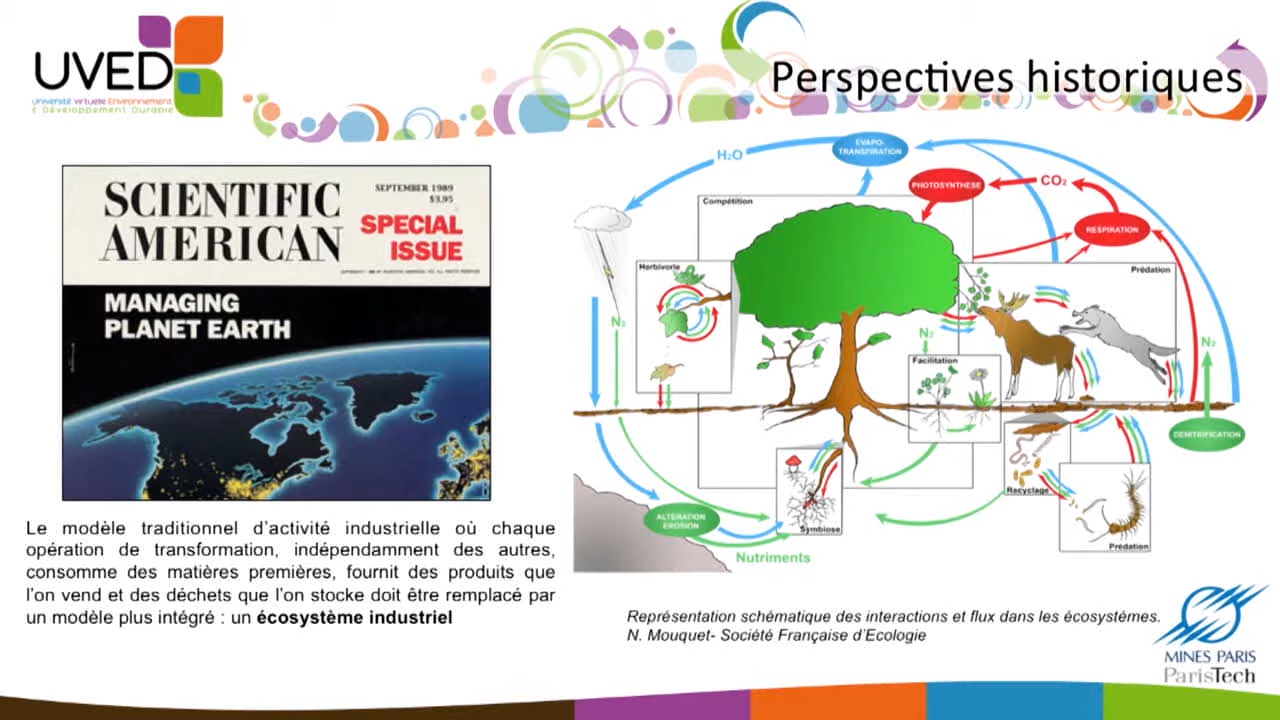 UVED
Université Virtuelle Environnement
& Développement Durable
Perspectives historiques
SCIENTIFIC
AMERICAN
SEPTEMBER 1989
$3.95
SPECIAL
ISSUE
MANAGING
PLANET EARTH
Le modèle traditionnel d'activité industrielle où chaque
opération de transformation, indépendamment des autres,
consomme des matières premières, fournit des produits que
l'on vend et des déchets que l'on stocke doit être remplacé par
un modèle plus intégré : un écosystème industriel
H₂O
EVAPO-
TRANSPIRATION
PHOTOSYNTHESE
CO₂
RESPIRATION
Compétition
Herbivorie
Prédation
N₂
N₂
N₂
Facilitation
DENITRIFICATION
Recyclage
Symbiose
Prédation
ALTERATION
EROSION
Nutriments
Représentation schématique des interactions et flux dans les écosystèmes.
N. Mouquet- Société Française d'Ecologie
MINES PARIS
ParisTech